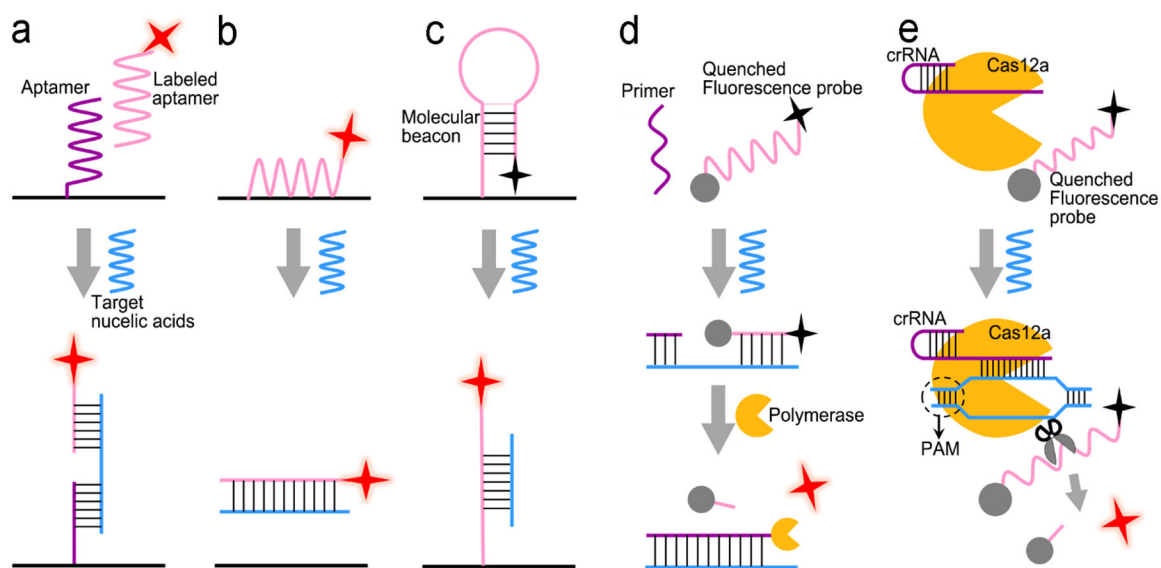 a
Aptamer
Labeled
aptamer
Target
nucelic acids
b
c
Molecular
beacon
d
Quenched
Fluorescence probe
Primer
Polymerase
e
crRNA
Cas12a
Quenched
Fluorescence
probe
crRNA
Cas12a
PAM